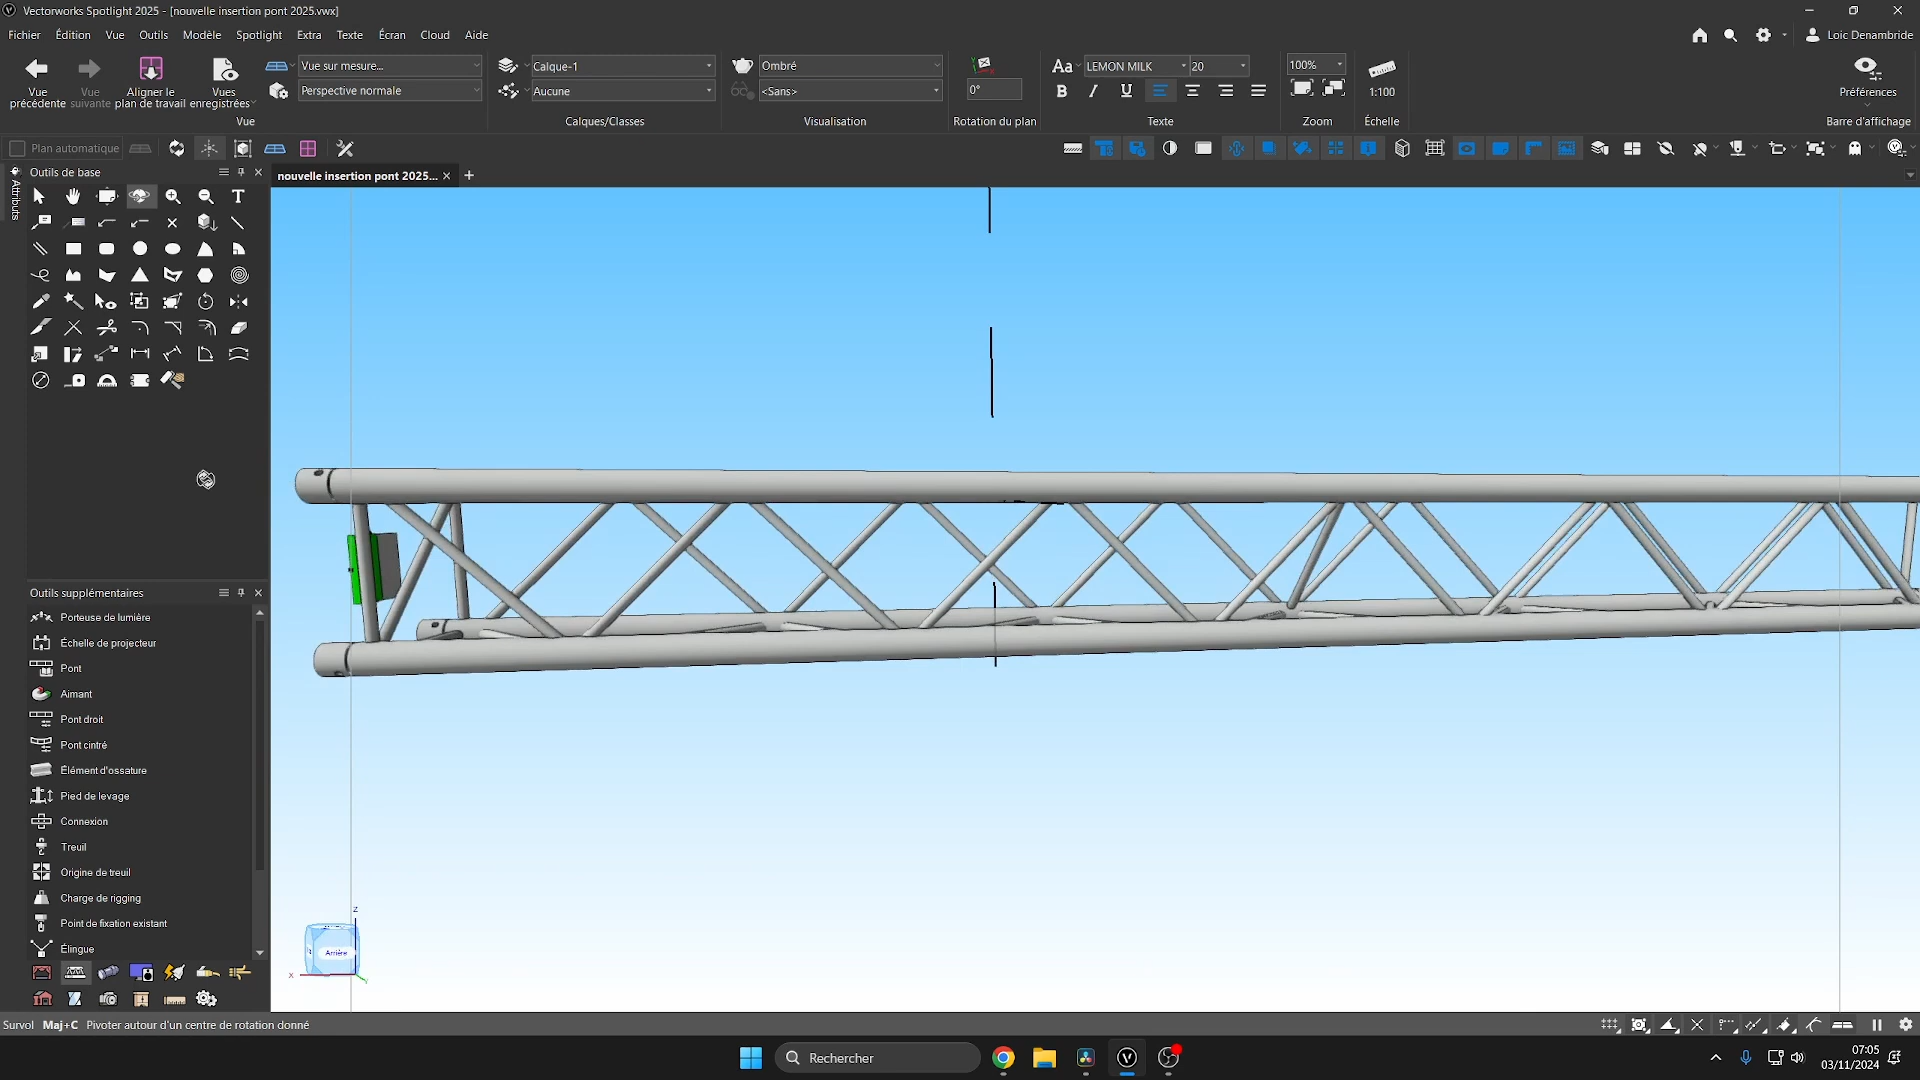 Vectorworks Spotlight 2025 - [nouvelle insertion pont 2025.vwx]
Fichier Édition Vue Outils Modèle Spotlight Extra Texte Écran Cloud Aide
Loic Denambride
Vue précédente
Vue suivante
Aligner le plan de travail
Vues enregistrées
Vue sur mesure...
Perspective normale
Vue
Calque-1
Aucune
Calques/Classes
Ombré
<Sans>
Visualisation
0°
Rotation du plan
Aa LEMON MILK 20
B I U
Texte
100%
Zoom
1:100
Échelle
Préférences
Barre d'affichage
Plan automatique
Attributs
Outils de base
nouvelle insertion pont 2025...
Outils supplémentaires
Porteuse de lumière
Échelle de projecteur
Pont
Aimant
Pont droit
Pont cintré
Élément d'ossature
Pied de levage
Connexion
Treuil
Origine de treuil
Charge de rigging
Point de fixation existant
Élingue
Z
Arrière
X
Y
Survol Maj+C Pivoter autour d'un centre de rotation donné
Rechercher
07:05
03/11/2024